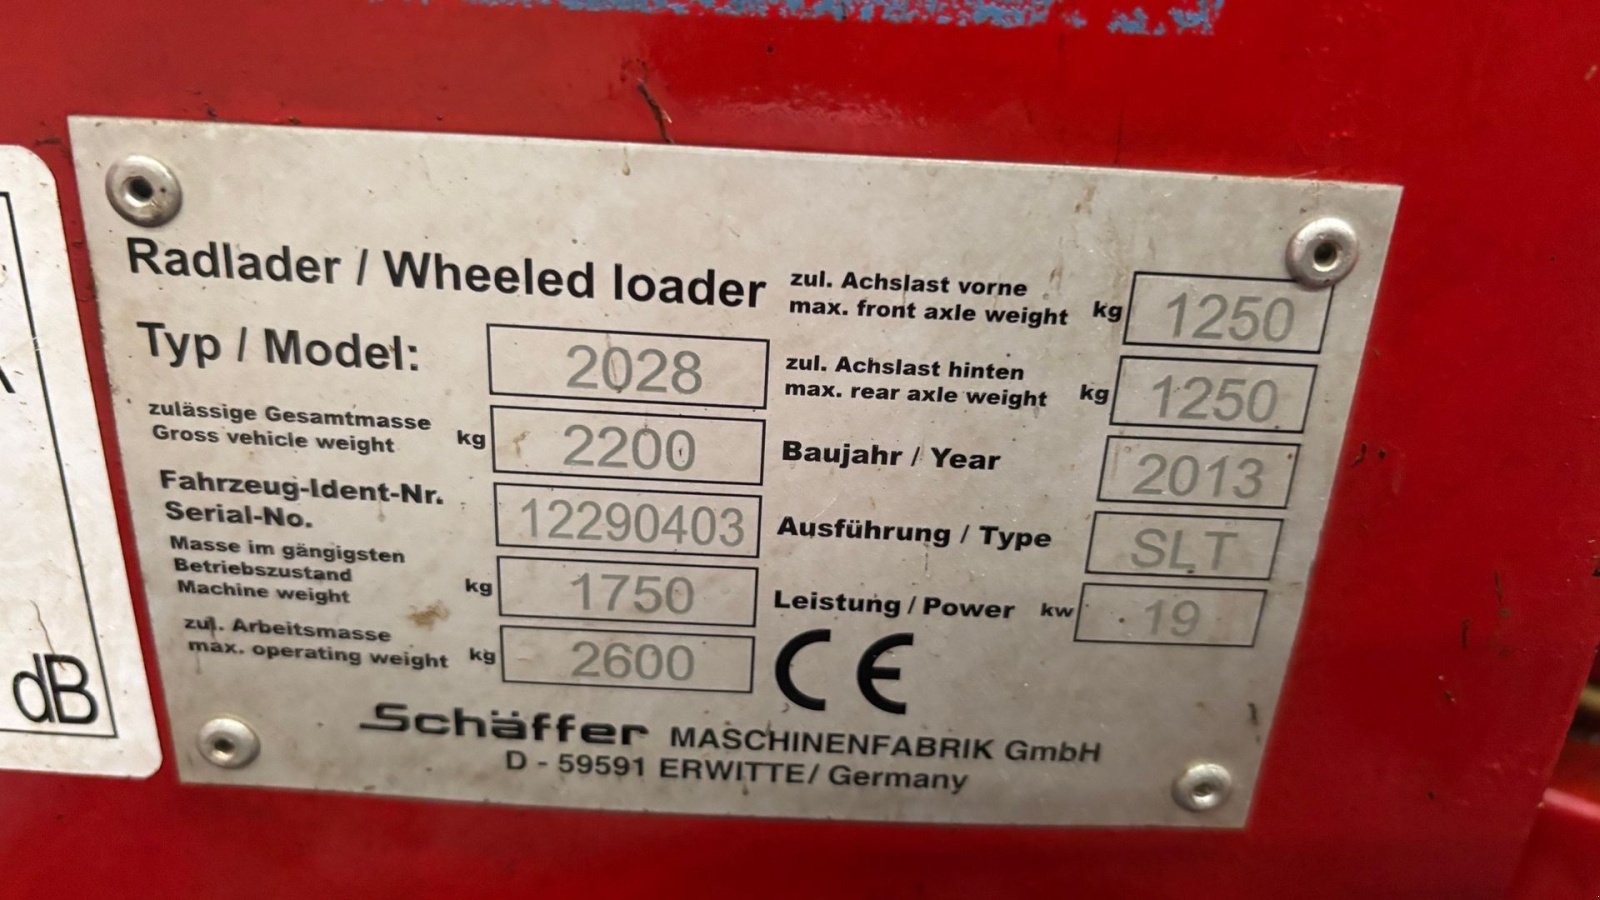 Radlader / Wheeled loader
Typ / Model: 2028
zulässige Gesamtmasse
Gross vehicle weight kg 2200
Fahrzeug-Ident-Nr.
Serial-No. 12290403
Masse im gängigsten
Betriebszustand
Machine weight kg 1750
zul. Arbeitsmasse
max. operating weight kg 2600
zul. Achslast vorne
max. front axle weight kg 1250
zul. Achslast hinten
max. rear axle weight kg 1250
Baujahr / Year 2013
Ausführung / Type SLT
Leistung / Power kw 19
CE
Schäffer MASCHINENFABRIK GmbH
D - 59591 ERWITTE/ Germany
dB